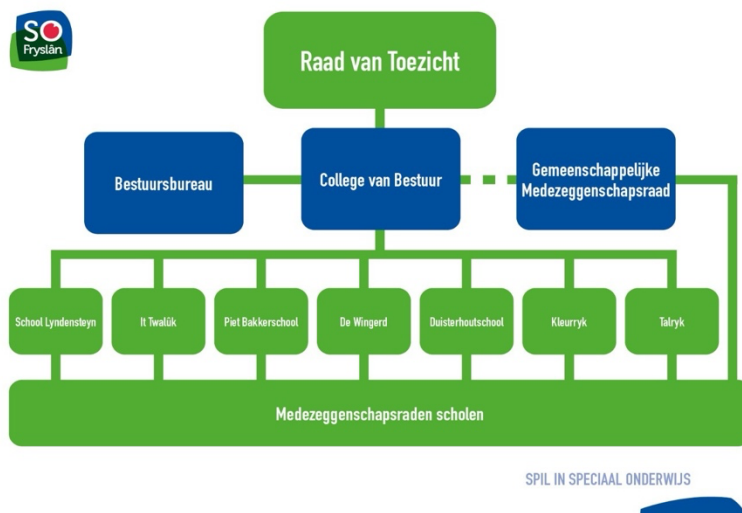 SO
Fryslân
Raad van Toezicht
Bestuursbureau
College van Bestuur
Gemeenschappelijke
Medezeggenschapsraad
School Lyndensteyn
It Twalûk
Piet Bakkerschool
De Wingerd
Duisterhoutschool
Kleurryk
Talryk
Medezeggenschapsraden scholen
SPIL IN SPECIAAL ONDERWIJS